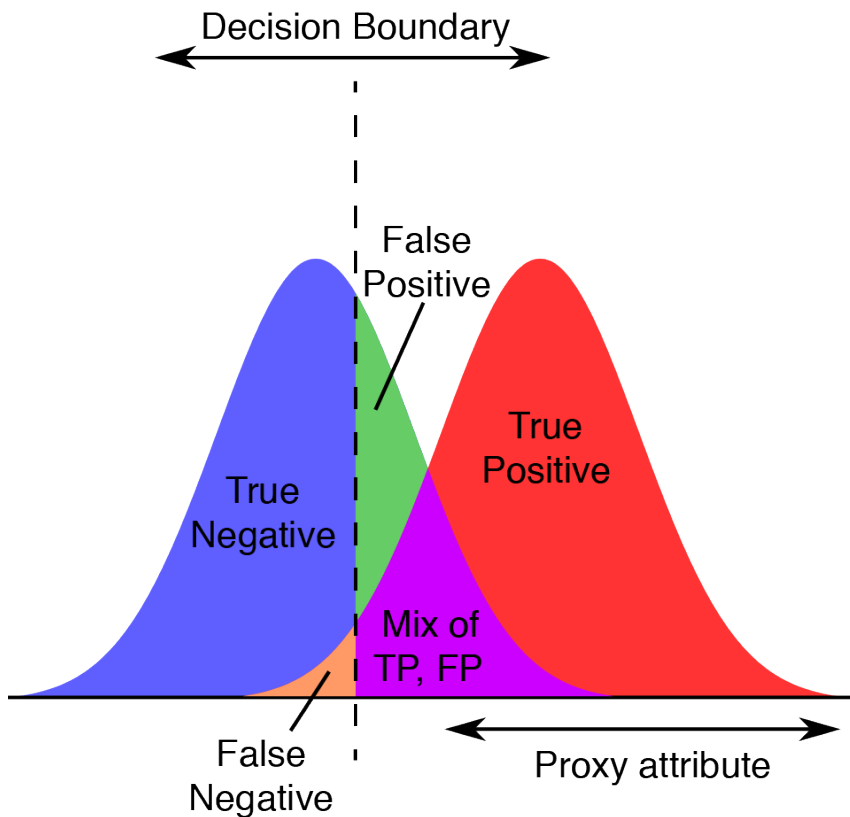 Decision Boundary
False
Positive
True
Positive
True
Negative
Mix of
TP, FP
False
Negative
Proxy attribute